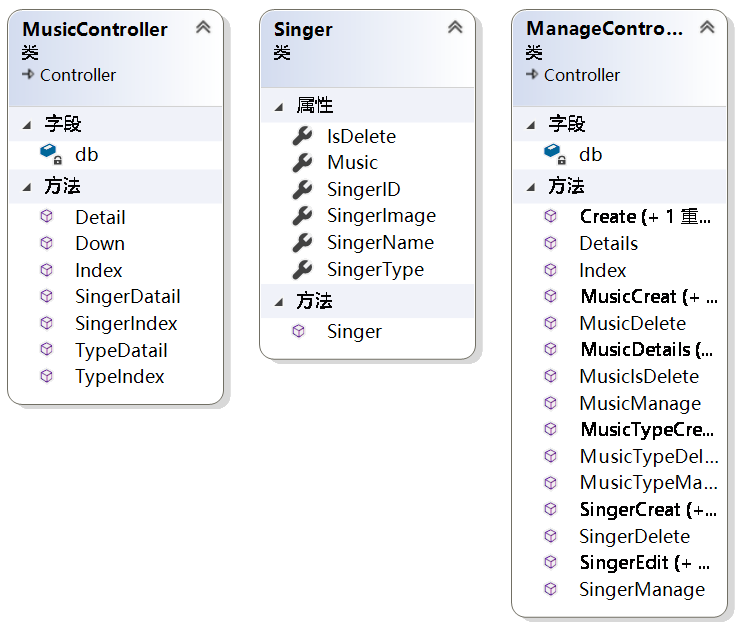 MusicController
类
Controller
字段
db
方法
Detail
Down
Index
SingerDatail
SingerIndex
TypeDatail
TypeIndex
Singer
类
属性
IsDelete
Music
SingerID
SingerImage
SingerName
SingerType
方法
Singer
ManageContro...
类
Controller
字段
db
方法
Create (+ 1 重...
Details
Index
MusicCreat (+ ...
MusicDelete
MusicDetails (...
MusicIsDelete
MusicManage
MusicTypeCre...
MusicTypeDel...
MusicTypeMa...
SingerCreat (+...
SingerDelete
SingerEdit (+ ...
SingerManage